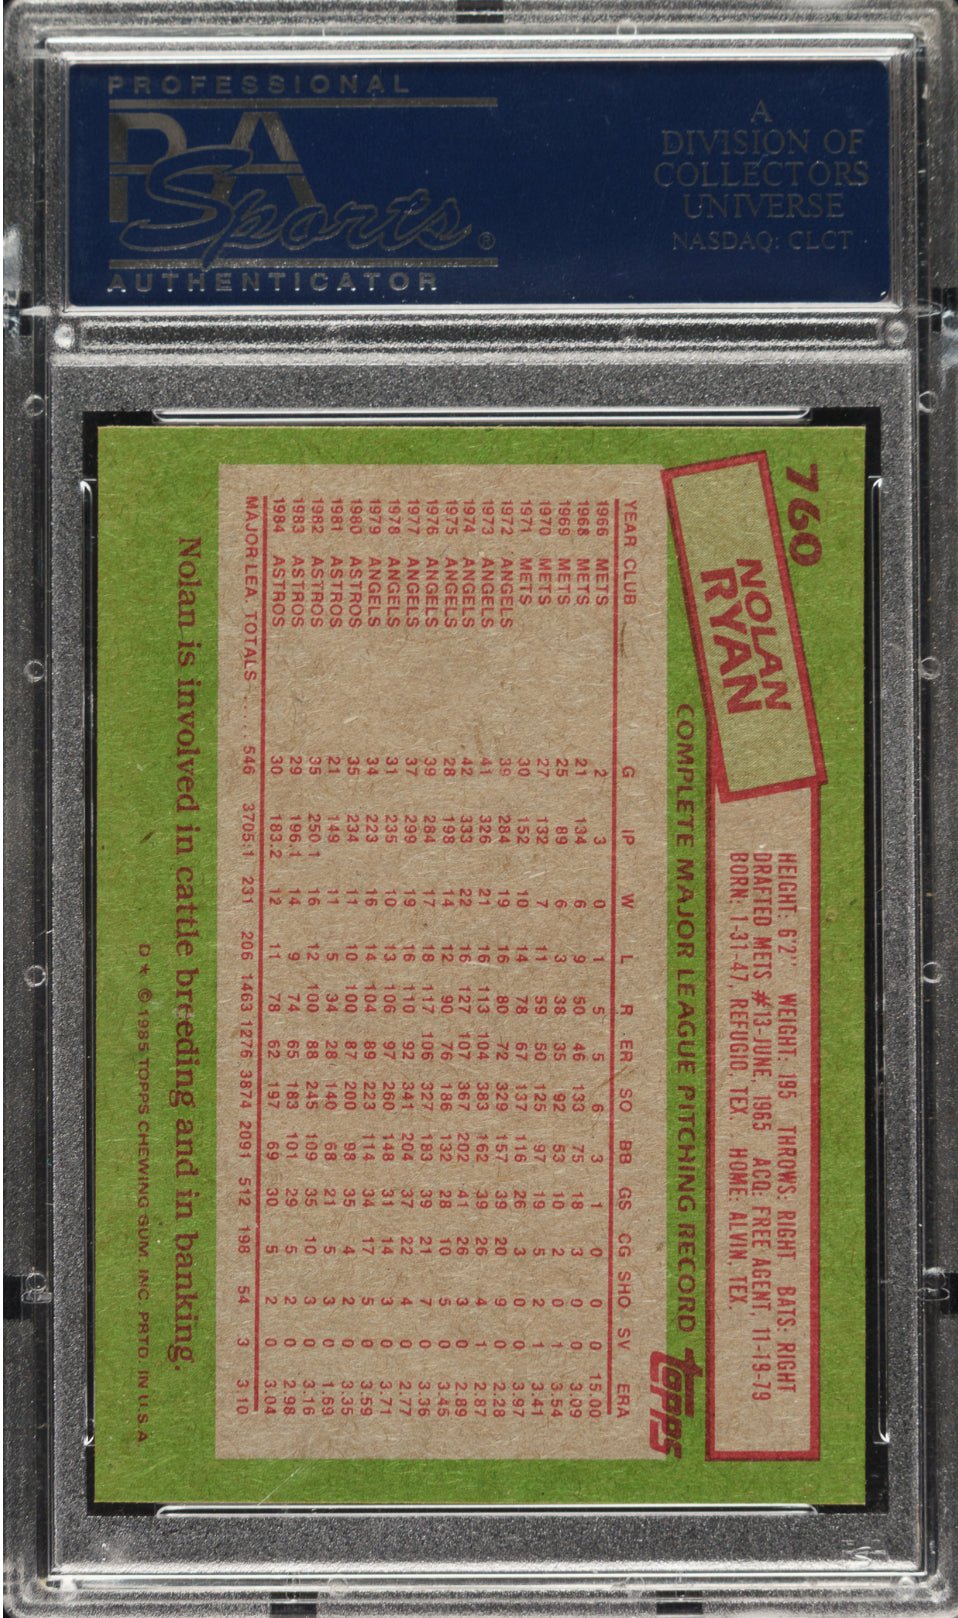 PROFESSIONAL
PSA
Sports®
AUTHENTICATOR
A
DIVISION OF
COLLECTORS
UNIVERSE
NASDAQ: CLCT
760
NOLAN
RYAN
HEIGHT: 6'2" WEIGHT: 195 THROWS: RIGHT BATS: RIGHT
DRAFTED METS #13-JUNE, 1965 ACQ: FREE AGENT, 11-19-79
BORN: 1-31-47, REFUGIO, TEX. HOME: ALVIN, TEX.
COMPLETE MAJOR LEAGUE PITCHING RECORD topps
YEAR CLUB G IP W L R ER SO BB GS CG SHO SV ERA
1966 METS 2 3 0 1 5 5 6 3 1 0 0 0 15.00
1968 METS 21 134 6 9 50 46 133 75 18 3 0 0 3.09
1969 METS 25 89 6 3 38 35 92 53 10 2 0 1 3.54
1970 METS 27 132 7 11 59 50 125 97 19 5 2 1 3.41
1971 METS 30 152 10 14 78 67 137 116 26 3 0 0 3.97
1972 ANGELS 39 284 19 16 80 72 329 157 39 20 9 0 2.28
1973 ANGELS 41 326 21 16 113 104 383 162 39 26 4 1 2.87
1974 ANGELS 42 333 22 16 127 107 367 202 41 26 3 0 2.89
1975 ANGELS 28 198 14 12 90 76 186 132 28 10 5 0 3.45
1976 ANGELS 39 284 17 18 117 106 327 183 39 21 7 0 3.36
1977 ANGELS 37 299 19 16 110 92 341 204 37 22 4 0 2.77
1978 ANGELS 31 235 10 13 106 97 260 148 31 14 3 0 3.71
1979 ANGELS 34 223 16 14 104 89 223 114 34 17 5 0 3.59
1980 ASTROS 35 234 11 10 100 87 200 98 35 4 2 0 3.35
1981 ASTROS 21 149 11 5 34 28 140 68 21 5 3 0 1.69
1982 ASTROS 35 250.1 16 12 100 88 245 109 35 10 3 0 3.16
1983 ASTROS 29 196.1 14 9 74 65 183 101 29 5 2 0 2.98
1984 ASTROS 30 183.2 12 11 78 62 197 69 30 5 2 0 3.04
MAJOR LEA. TOTALS..... 546 3705.1 231 206 1463 1276 3874 2091 512 198 54 3 3.10
Nolan is involved in cattle breeding and in banking.
D * © 1985 TOPPS CHEWING GUM, INC. PRTD. IN U.S.A.